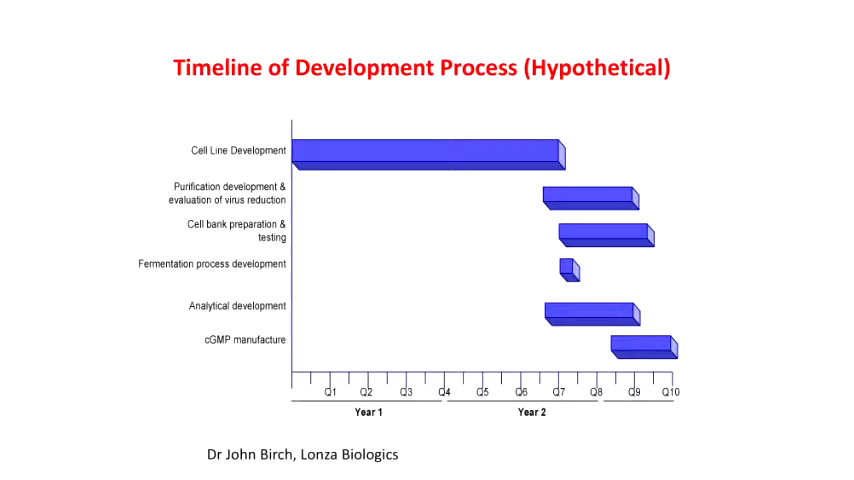 Timeline of Development Process (Hypothetical)
Cell Line Development
Purification development &
evaluation of virus reduction
Cell bank preparation &
testing
Fermentation process development
Analytical development
cGMP manufacture
Q1 Q2 Q3 Q4 Q5 Q6 Q7 Q8 Q9 Q10
Year 1 Year 2
Dr John Birch, Lonza Biologics